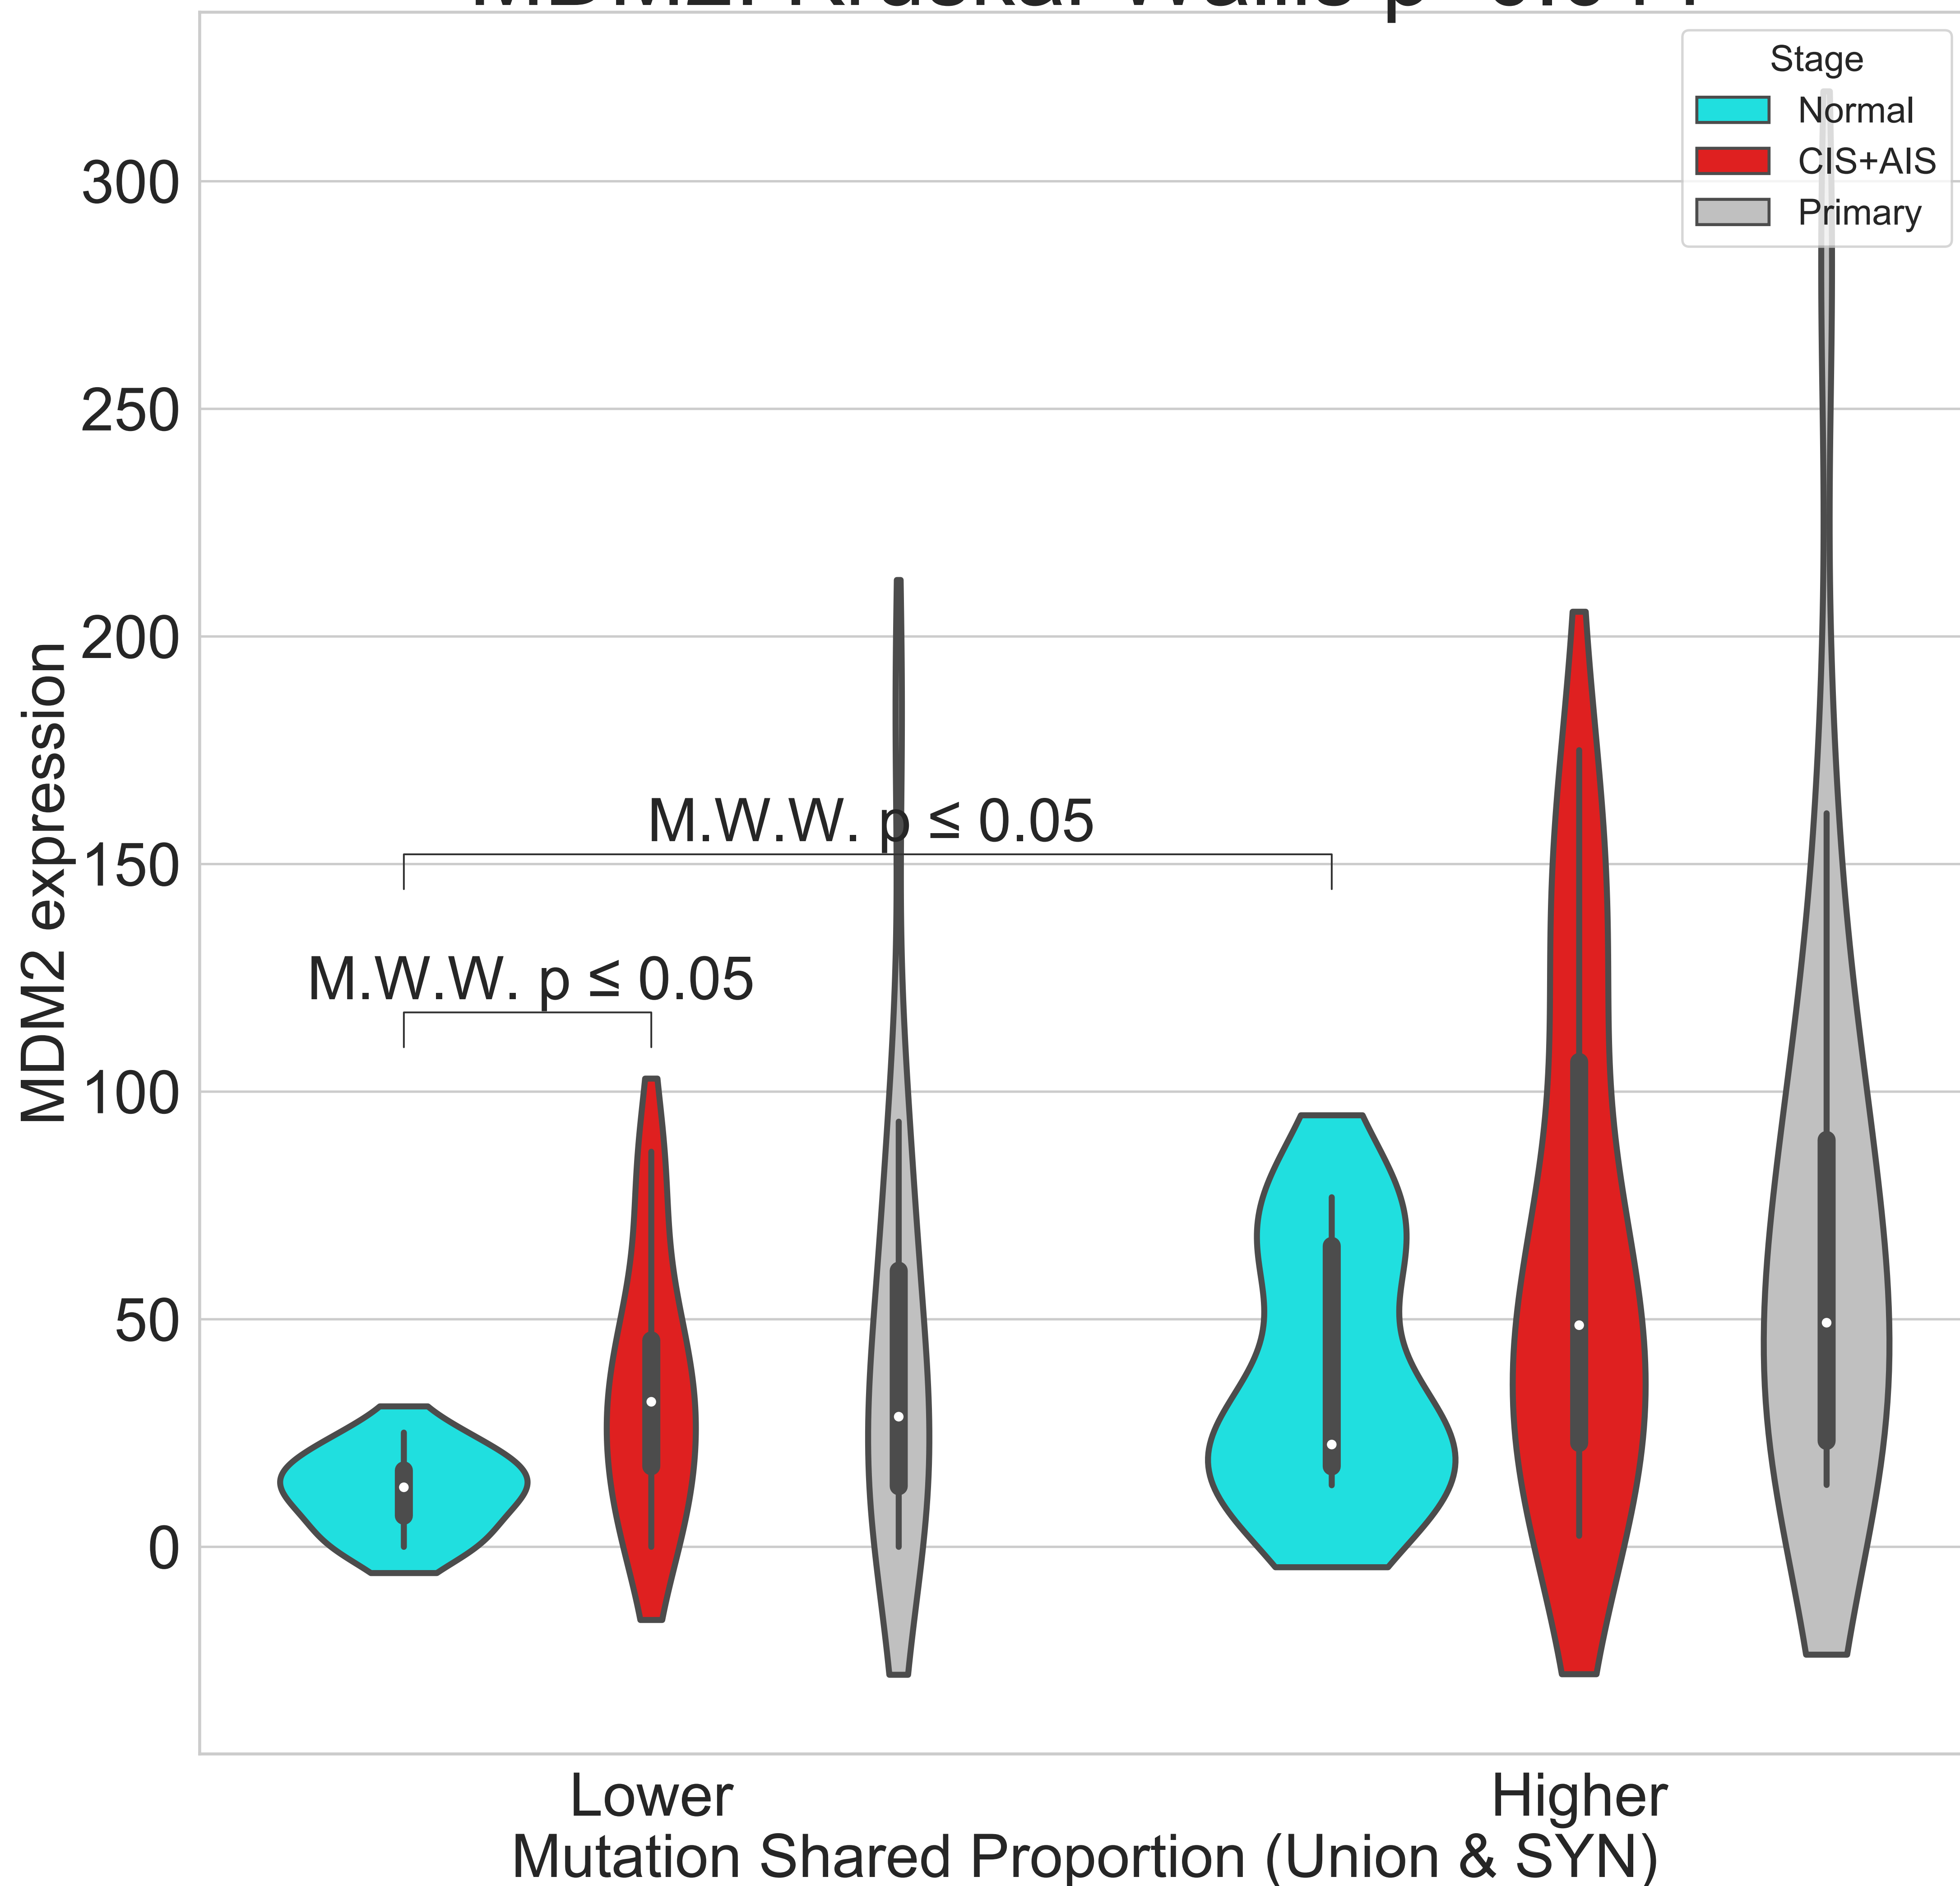 Stage
Normal
CIS+AIS
Primary
300
250
200
150
100
50
0
MDM2 expression
M.W.W. p ≤ 0.05
M.W.W. p ≤ 0.05
Lower
Higher
Mutation Shared Proportion (Union & SYN)